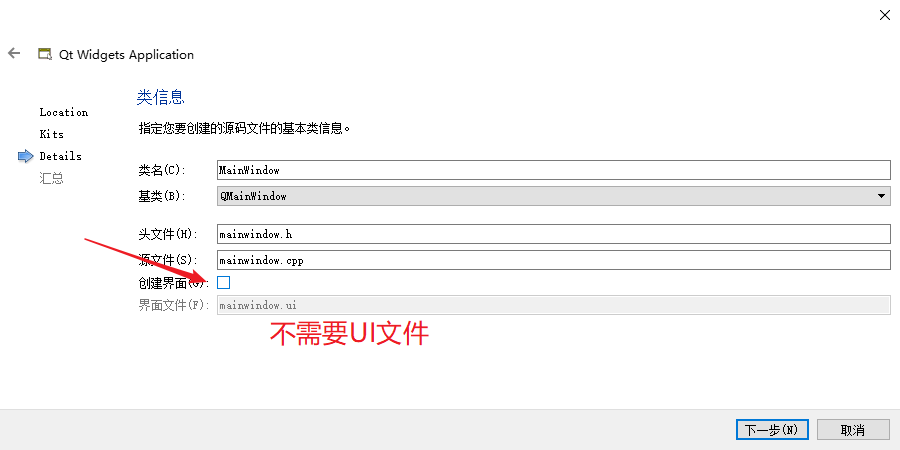 Qt Widgets Application
Location
Kits
Details
汇总
类信息
指定您要创建的源码文件的基本类信息。
类名(C): MainWindow
基类(B): QMainWindow
头文件(H): mainwindow.h
源文件(S): mainwindow.cpp
创建界面(G):
界面文件(F): mainwindow.ui
不需要UI文件
下一步(N) 取消